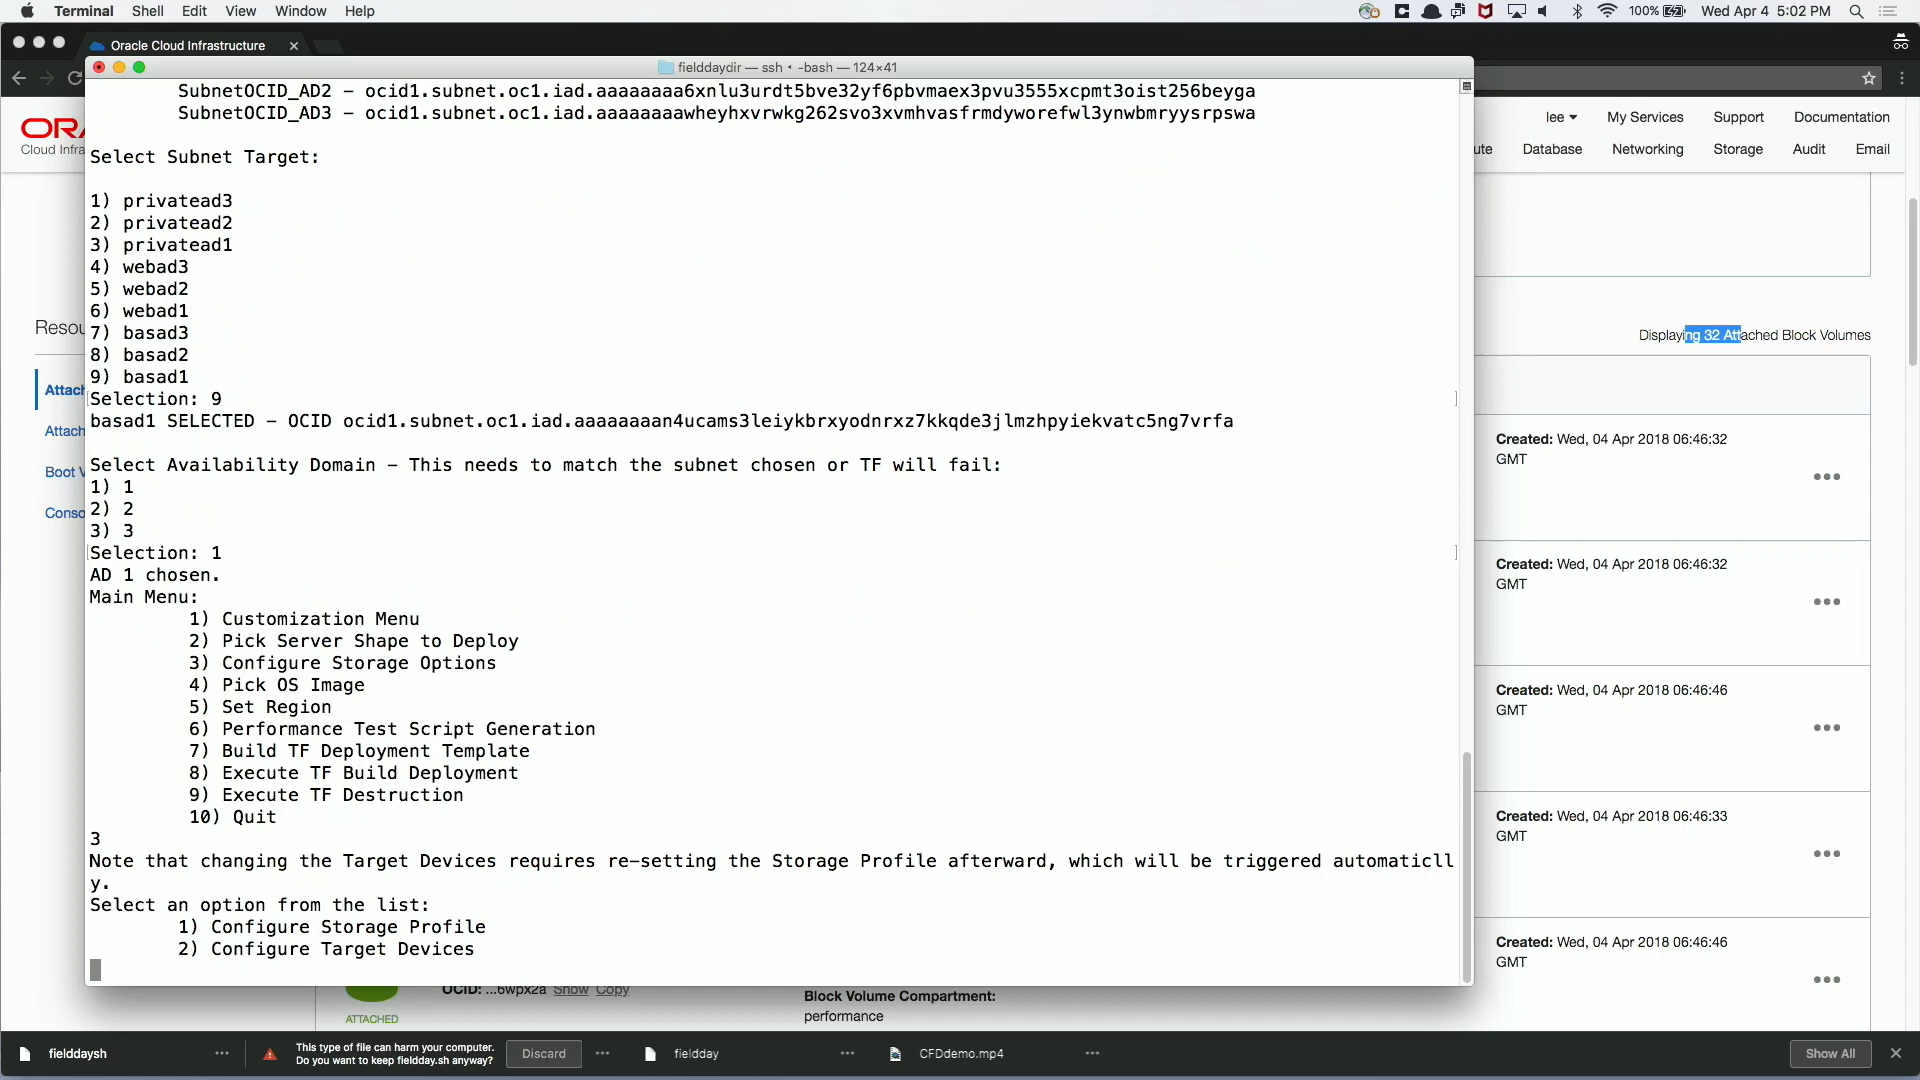 Terminal Shell Edit View Window Help
100% Wed Apr 4 5:02 PM
Oracle Cloud Infrastructure
fielddaydir — ssh ‹ -bash — 124×41
SubnetOCID_AD2 – ocid1.subnet.oc1.iad.aaaaaaaa6xnlu3urdt5bve32yf6pbvmaex3pvu3555xcpmt3oist256beyga
SubnetOCID_AD3 – ocid1.subnet.oc1.iad.aaaaaaaawheyhxvrwkg262svo3xvmhvasfrmdyworefwl3ynwbmryysrpswa
Select Subnet Target:
1) privatead3
2) privatead2
3) privatead1
4) webad3
5) webad2
6) webad1
7) basad3
8) basad2
9) basad1
Selection: 9
basad1 SELECTED – OCID ocid1.subnet.oc1.iad.aaaaaaaan4ucams3leiykbrxyodnrxz7kkqde3jlmzhpyiekvatc5ng7vrfa
Select Availability Domain – This needs to match the subnet chosen or TF will fail:
1) 1
2) 2
3) 3
Selection: 1
AD 1 chosen.
Main Menu:
1) Customization Menu
2) Pick Server Shape to Deploy
3) Configure Storage Options
4) Pick OS Image
5) Set Region
6) Performance Test Script Generation
7) Build TF Deployment Template
8) Execute TF Build Deployment
9) Execute TF Destruction
10) Quit
3
Note that changing the Target Devices requires re-setting the Storage Profile afterward, which will be triggered automaticll
y.
Select an option from the list:
1) Configure Storage Profile
2) Configure Target Devices
ORA
Cloud Infra
Resou
Attach
Attach
Boot V
Conso
lee My Services Support Documentation
ute Database Networking Storage Audit Email
Displaying 32 Attached Block Volumes
Created: Wed, 04 Apr 2018 06:46:32
GMT
Created: Wed, 04 Apr 2018 06:46:32
GMT
Created: Wed, 04 Apr 2018 06:46:46
GMT
Created: Wed, 04 Apr 2018 06:46:33
GMT
Created: Wed, 04 Apr 2018 06:46:46
GMT
OCID: ...6wpx2a Show Copy
ATTACHED
Block Volume Compartment:
performance
fielddaysh
This type of file can harm your computer.
Do you want to keep fieldday.sh anyway?
Discard
fieldday
CFDdemo.mp4
Show All